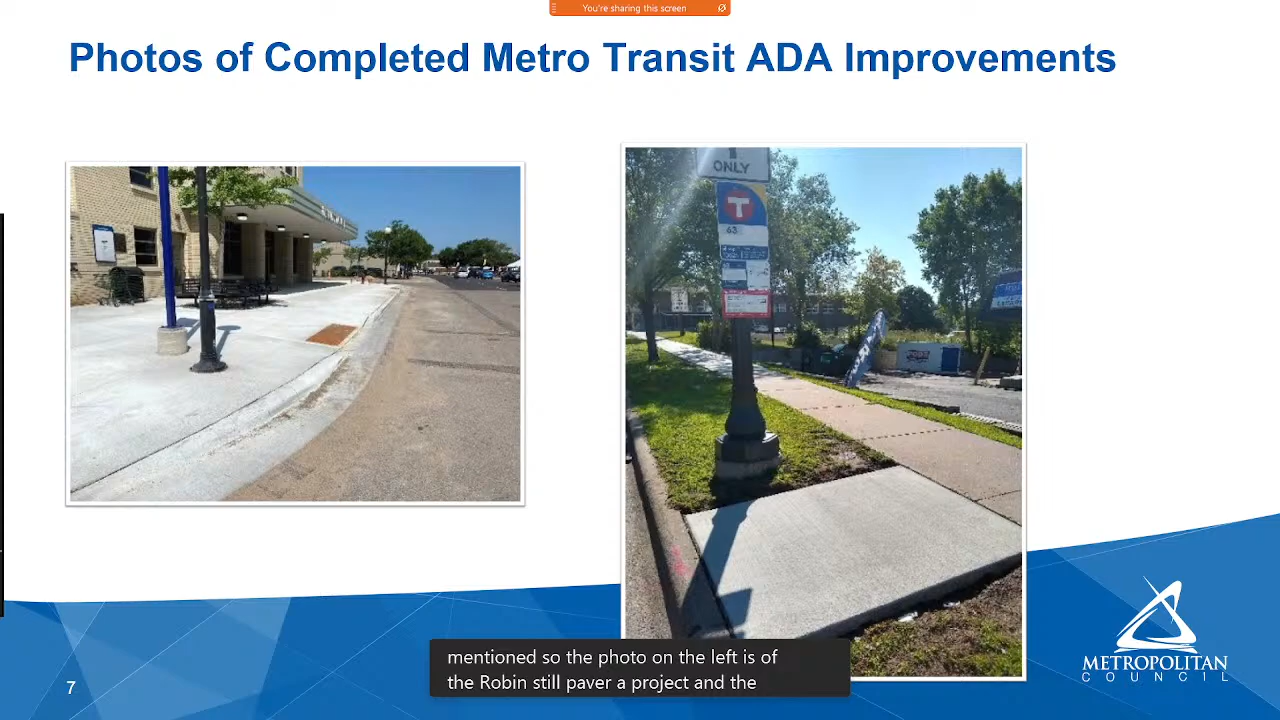 You're sharing this screen
Photos of Completed Metro Transit ADA Improvements
ONLY
T
63
mentioned so the photo on the left is of
the Robin still paver a project and the
7
METROPOLITAN
COUNCIL